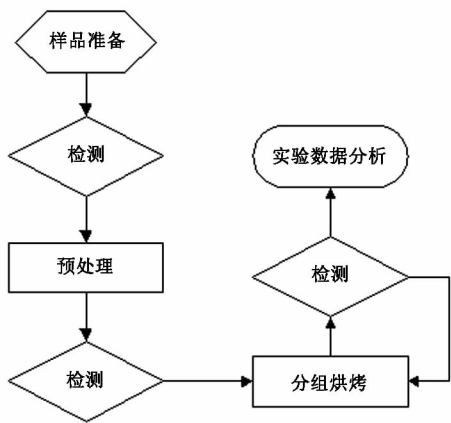 样品准备
检测
预处理
检测
分组烘烤
检测
实验数据分析